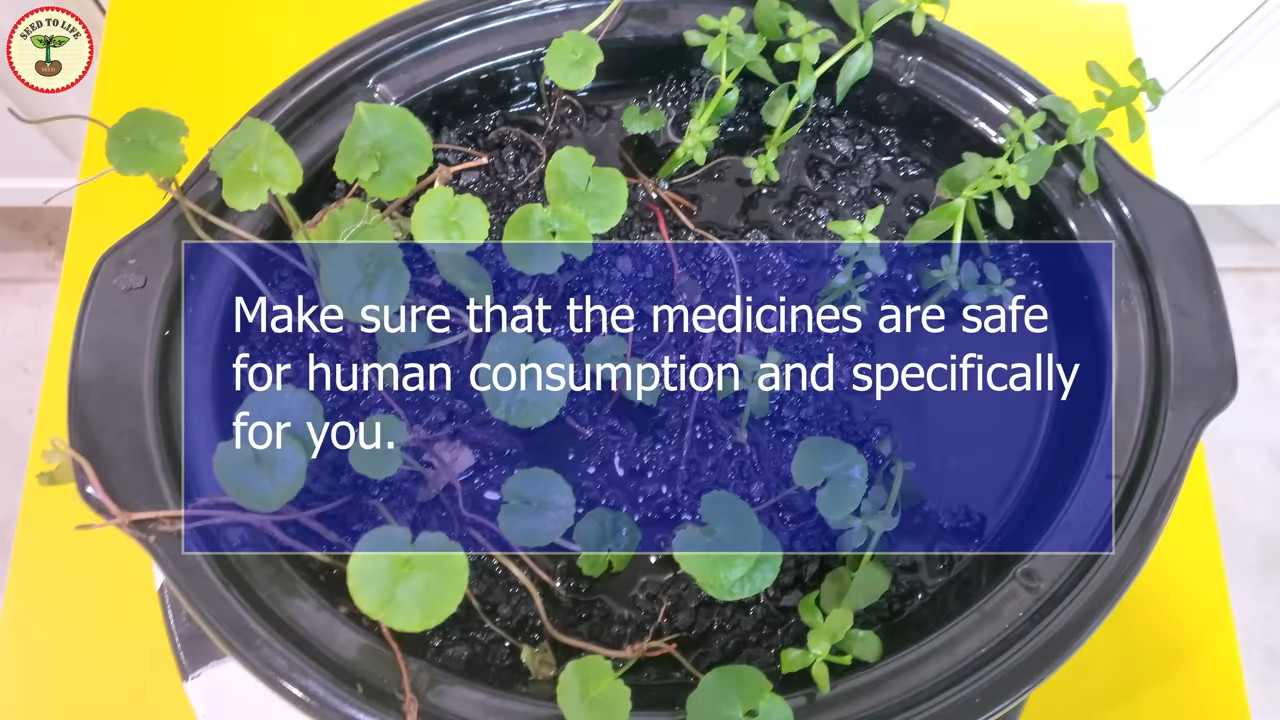 SEED TO LIFE
Make sure that the medicines are safe
for human consumption and specifically
for you.